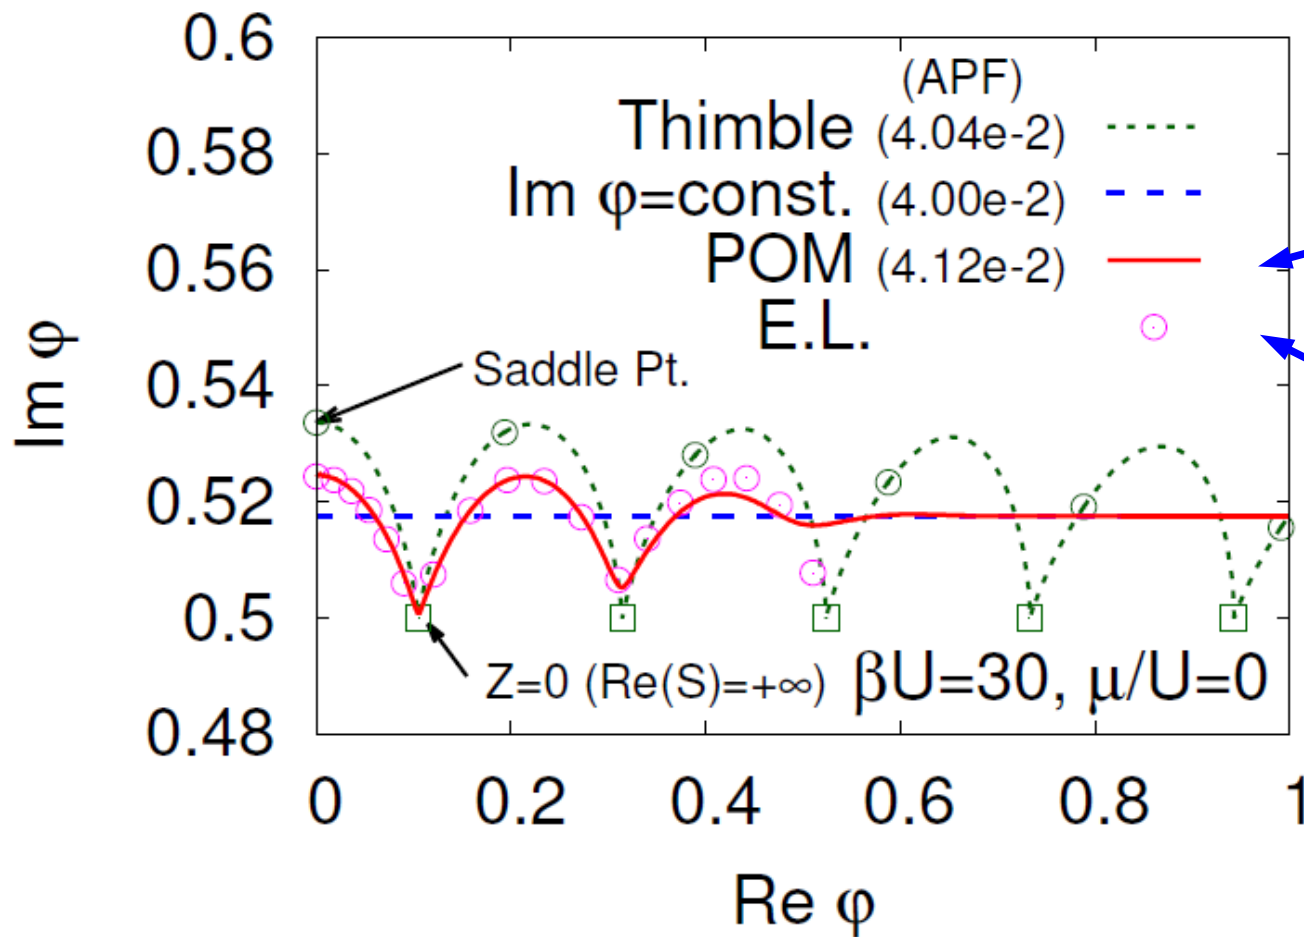 0.6
0.58
0.56
0.54
0.52
0.5
0.48
Im φ
(APF)
Thimble (4.04e-2)
Im φ=const. (4.00e-2)
POM (4.12e-2)
E.L.
Saddle Pt.
Z=0 (Re(S)=+∞)
βU=30, μ/U=0
0 0.2 0.4 0.6 0.8 1
Re φ